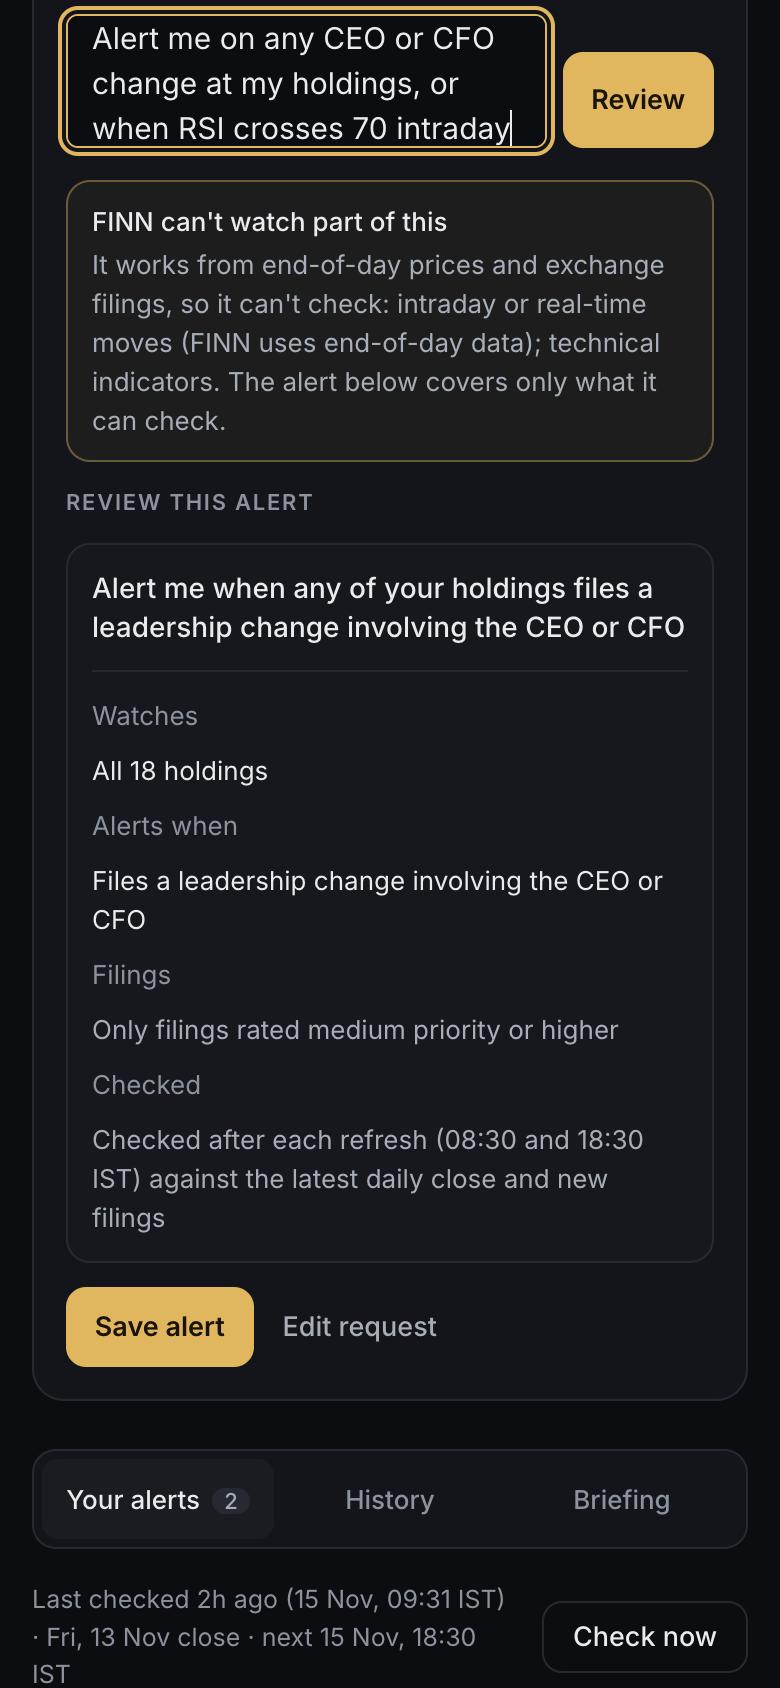 Alert me on any CEO or CFO
change at my holdings, or
when RSI crosses 70 intraday
Review
FINN can't watch part of this
It works from end-of-day prices and exchange
filings, so it can't check: intraday or real-time
moves (FINN uses end-of-day data); technical
indicators. The alert below covers only what it
can check.
REVIEW THIS ALERT
Alert me when any of your holdings files a
leadership change involving the CEO or CFO
Watches
All 18 holdings
Alerts when
Files a leadership change involving the CEO or
CFO
Filings
Only filings rated medium priority or higher
Checked
Checked after each refresh (08:30 and 18:30
IST) against the latest daily close and new
filings
Save alert
Edit request
Your alerts 2
History
Briefing
Last checked 2h ago (15 Nov, 09:31 IST)
· Fri, 13 Nov close · next 15 Nov, 18:30
IST
Check now